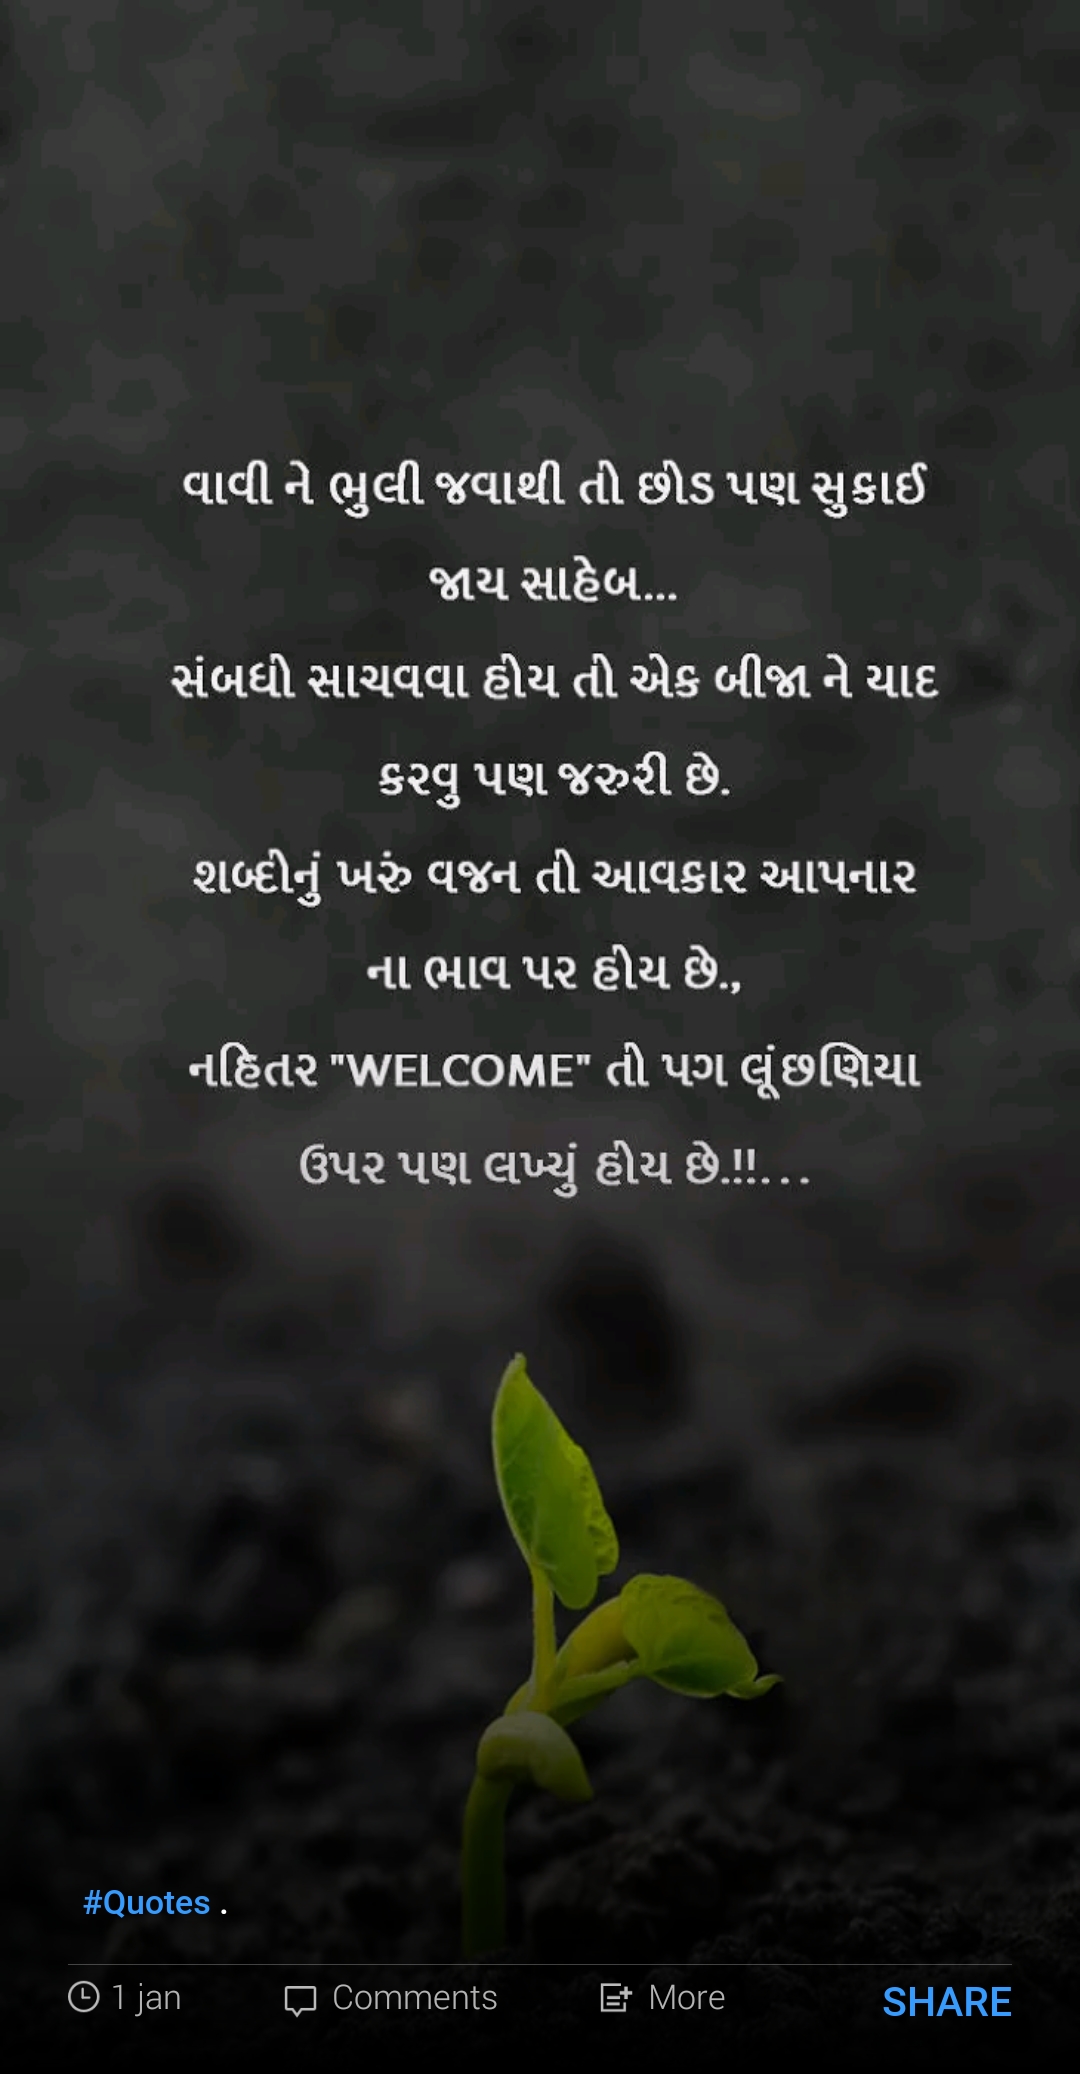 વાવી ને ભુલી જવાથી તો છોડ પણ સુકાઈ
જાય સાહેબ...
સંબધો સાચવવા હોય તો એક બીજા ને યાદ
કરવુ પણ જરુરી છે.
શબ્દોનું ખરું વજન તો આવકાર આપનાર
ના ભાવ પર હોય છે.,
નહિતર "WELCOME" તો પગ લૂંછણિયા
ઉપર પણ લખ્યું હોય છે.!!...
#Quotes .
1 jan Comments More SHARE